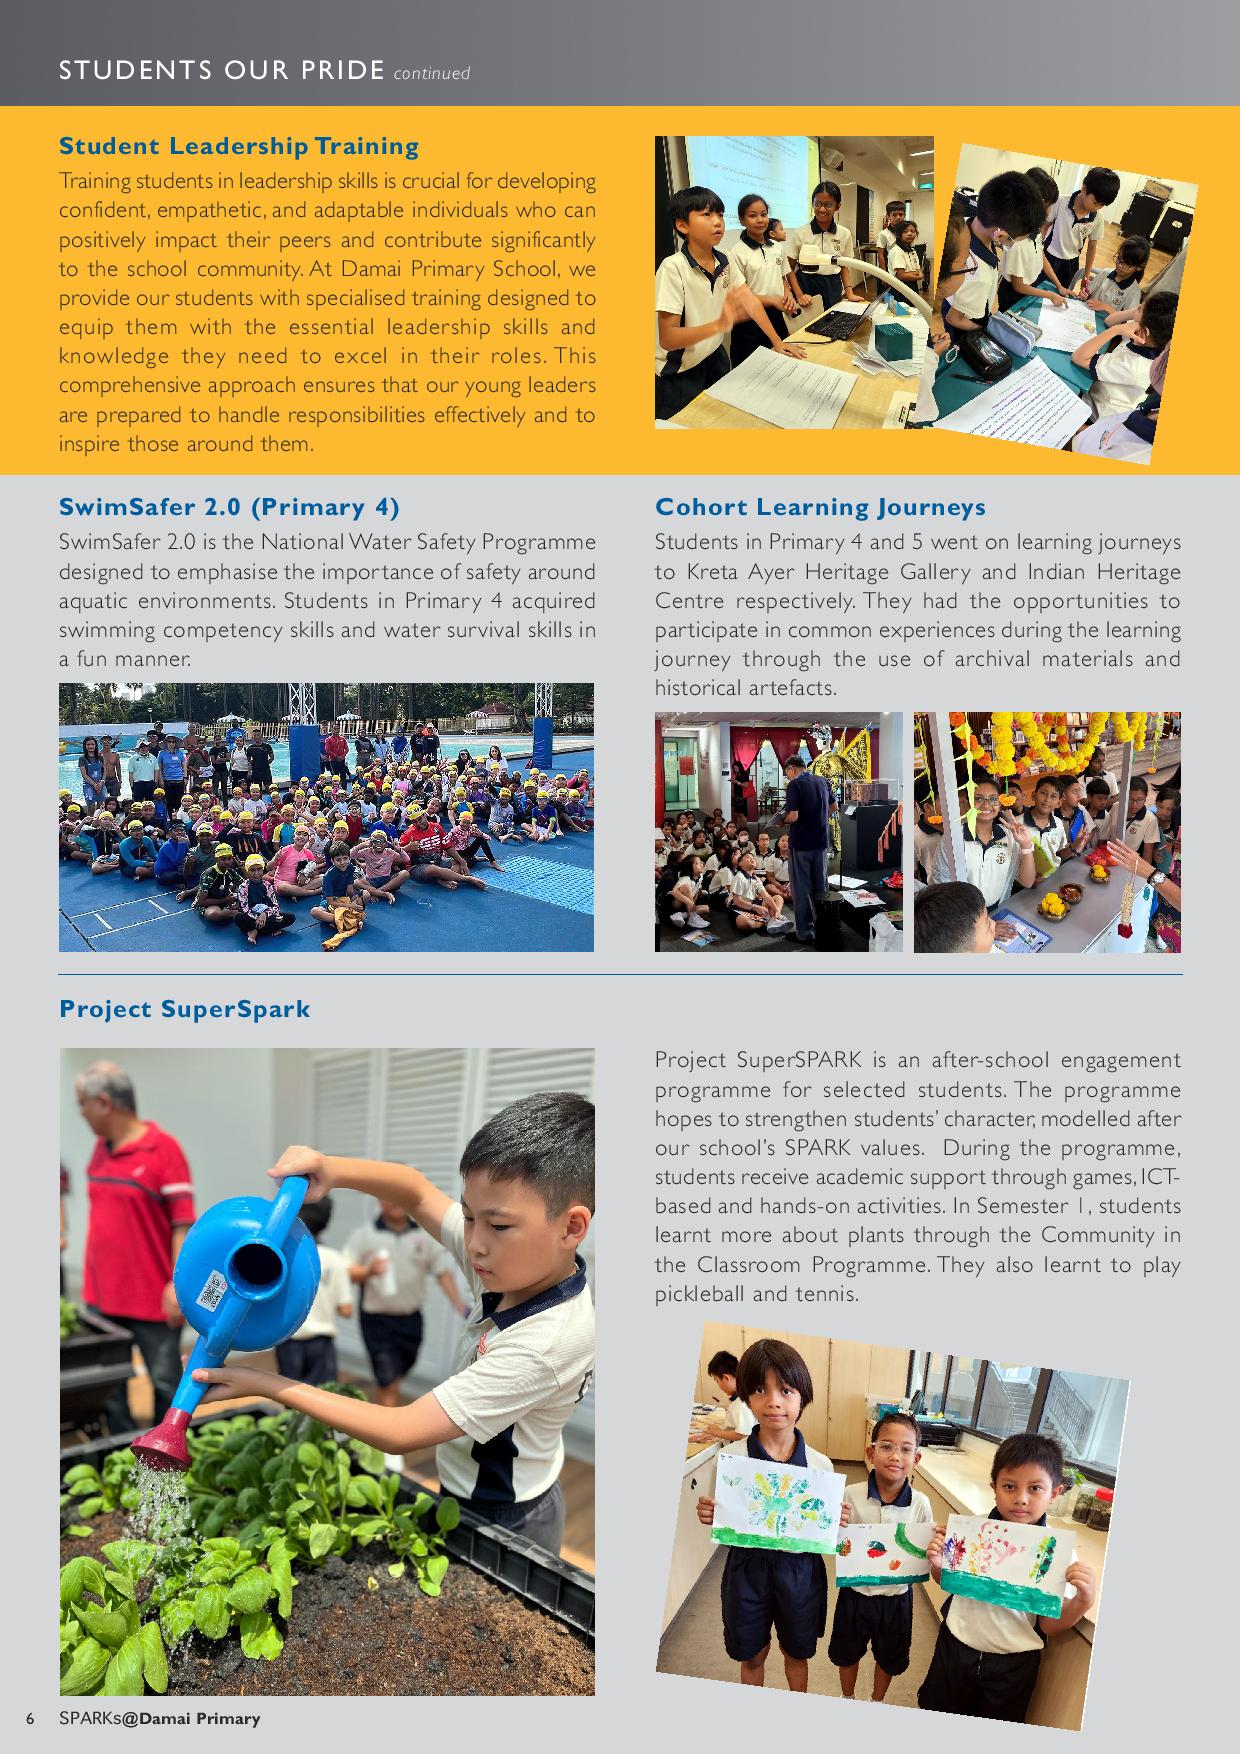 STUDENTS OUR PRIDE continued
Student Leadership Training
Training students in leadership skills is crucial for developing
confident, empathetic, and adaptable individuals who can
positively impact their peers and contribute significantly
to the school community. At Damai Primary School, we
provide our students with specialised training designed to
equip them with the essential leadership skills and
knowledge they need to excel in their roles. This
comprehensive approach ensures that our young leaders
are prepared to handle responsibilities effectively and to
inspire those around them.
SwimSafer 2.0 (Primary 4)
SwimSafer 2.0 is the National Water Safety Programme
designed to emphasise the importance of safety around
aquatic environments. Students in Primary 4 acquired
swimming competency skills and water survival skills in
a fun manner.
Cohort Learning Journeys
Students in Primary 4 and 5 went on learning journeys
to Kreta Ayer Heritage Gallery and Indian Heritage
Centre respectively. They had the opportunities to
participate in common experiences during the learning
journey through the use of archival materials and
historical artefacts.
Project SuperSpark
Project SuperSPARK is an after-school engagement
programme for selected students. The programme
hopes to strengthen students' character, modelled after
our school's SPARK values. During the programme,
students receive academic support through games, ICT-
based and hands-on activities. In Semester 1, students
learnt more about plants through the Community in
the Classroom Programme. They also learnt to play
pickleball and tennis.
6 SPARKs@Damai Primary